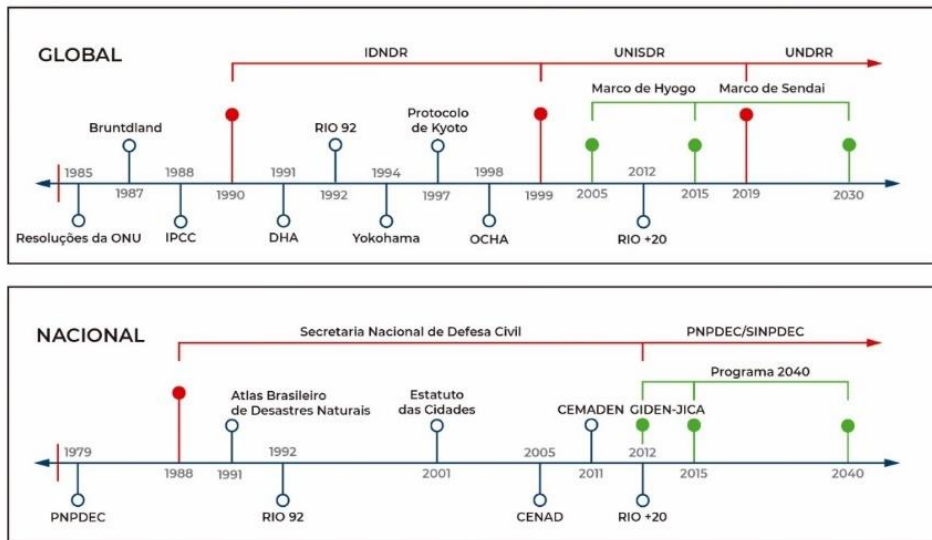 GLOBAL
IDNDR
UNISDR
UNDRR
Marco de Hyogo
Marco de Sendai
Bruntdland
RIO 92
Protocolo
de Kyoto
1985
1987
1988
1990
1991
1992
1994
1997
1998
1999
2005
2012
2015
2019
2030
Resoluções da ONU
IPCC
DHA
Yokohama
OCHA
RIO +20
NACIONAL
Secretaria Nacional de Defesa Civil
PNPDEC/SINPDEC
Programa 2040
Atlas Brasileiro
de Desastres Naturais
Estatuto
das Cidades
CEMADEN
GIDEN-JICA
1979
1988
1991
1992
2001
2005
2011
2012
2015
2040
PNPDEC
RIO 92
CENAD
RIO +20